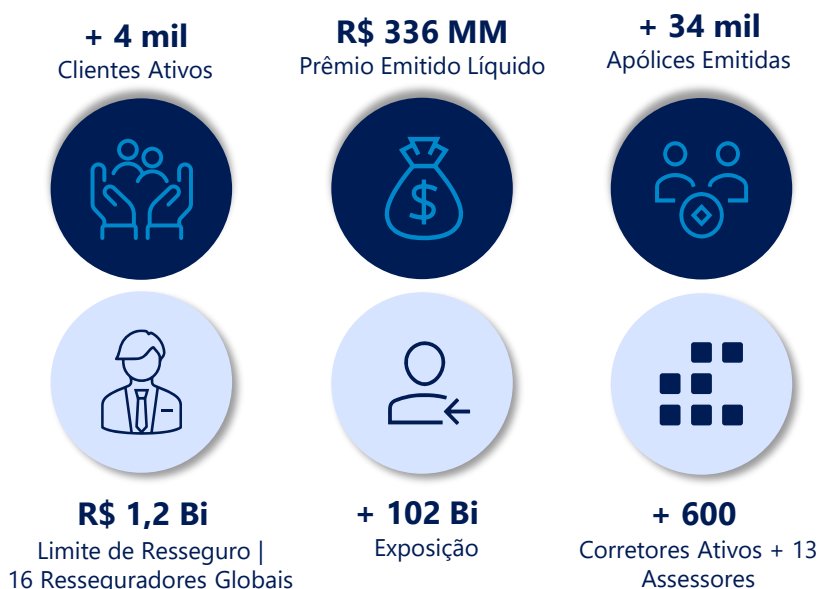 + 4 mil
Clientes Ativos
R$ 336 MM
Prêmio Emitido Líquido
+ 34 mil
Apólices Emitidas
$
R$ 1,2 Bi
Limite de Resseguro |
16 Resseguradores Globais
+ 102 Bi
Exposição
+ 600
Corretores Ativos + 13
Assessores